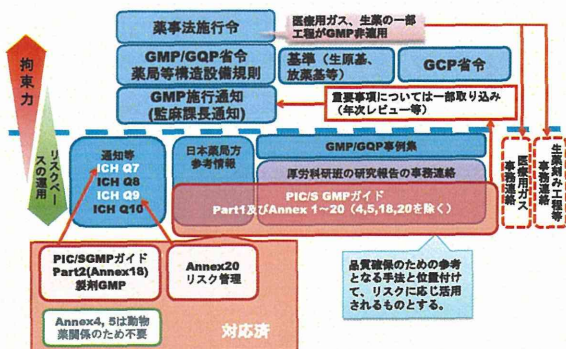 薬事法施行令
医療用ガス、生薬の一部
工程がGMP非適用
GMP/GQP省令
薬局等構造設備規則
基準（生原基、
放薬基等）
GCP省令
拘束力
GMP施行通知
(監麻課長通知)
重要事項については一部取り込み
（年次レビュー等）
リスクベースの運用
通知等
ICH Q7
ICH Q8
ICH Q9
ICH Q10
日本薬局方
参考情報
GMP/GQP事例集
厚労科研班の研究報告の事務連絡
PIC/S GMPガイド
Part1及びAnnex 1～20（4,5,18,20を除く）
医療用ガス
事務連絡
生薬刻み工程等
事務連絡
PIC/SGMPガイド
Part2(Annex18)
製剤GMP
Annex20
リスク管理
Annex4, 5は動物
薬関係のため不要
対応済
品質確保のための参考
となる手法と位置付け
て、リスクに応じ活用
されるものとする。